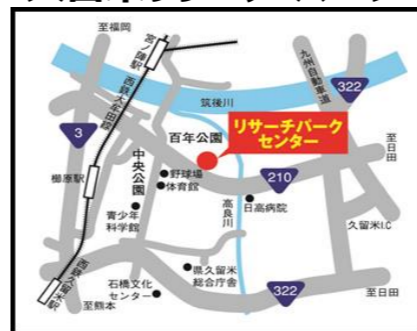 至福岡
宮ノ陣駅
西鉄大牟田線
九州自動車道
322
筑後川
3
百年公園
リサーチパーク
センター
至日田
中央公園
野球場
体育館
210
櫛原駅
高良川
日高病院
青少年
科学館
久留米I.C
県久留米
総合庁舎
石橋文化
センター
西鉄久留米駅
至熊本
322
至日田